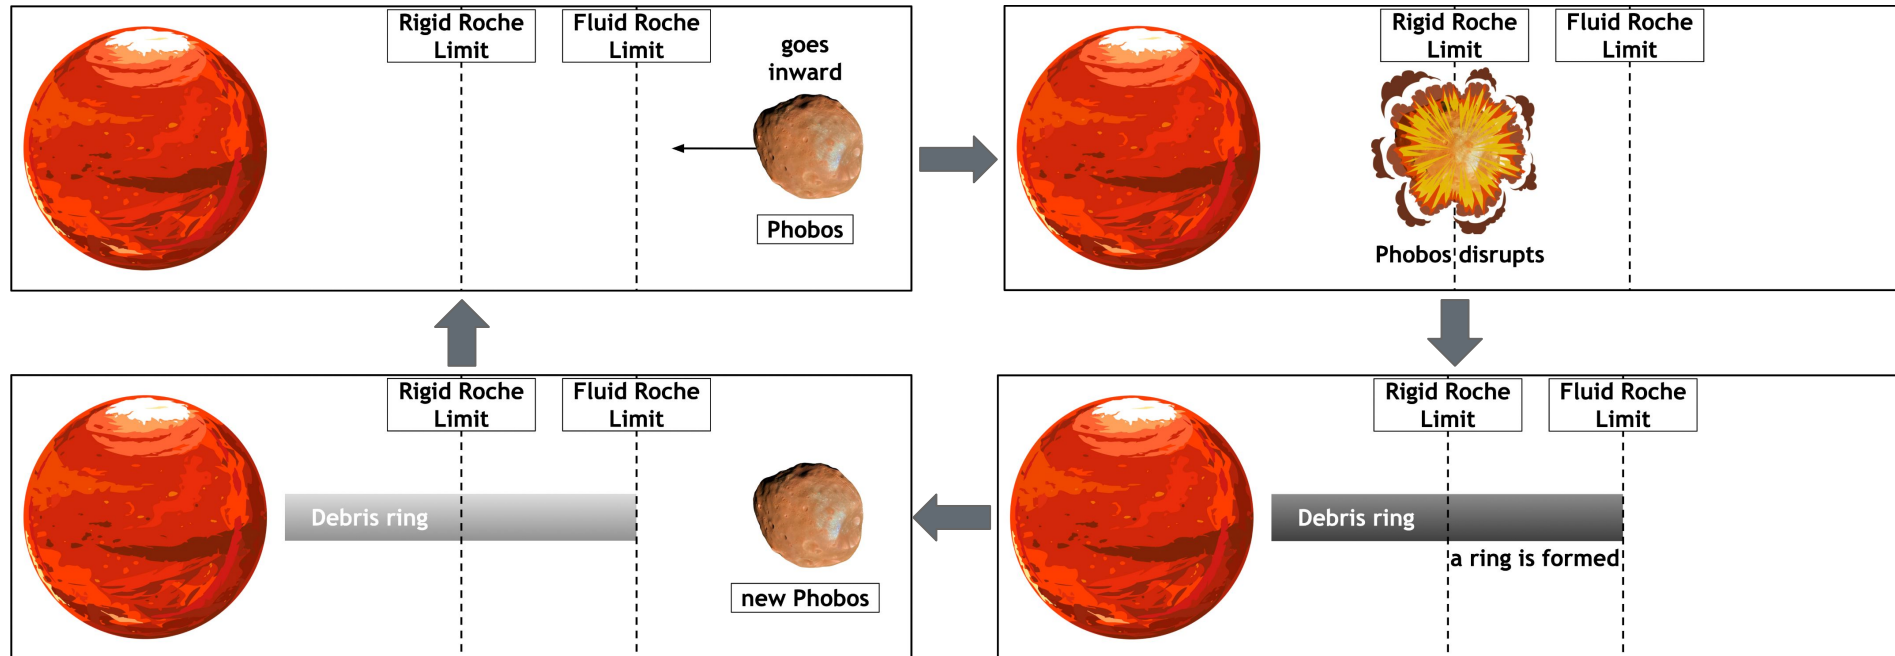 Rigid Roche
Limit
Fluid Roche
Limit
goes
inward
Phobos
Rigid Roche
Limit
Fluid Roche
Limit
Phobos disrupts
Rigid Roche
Limit
Fluid Roche
Limit
Debris ring
new Phobos
Rigid Roche
Limit
Fluid Roche
Limit
Debris ring
a ring is formed